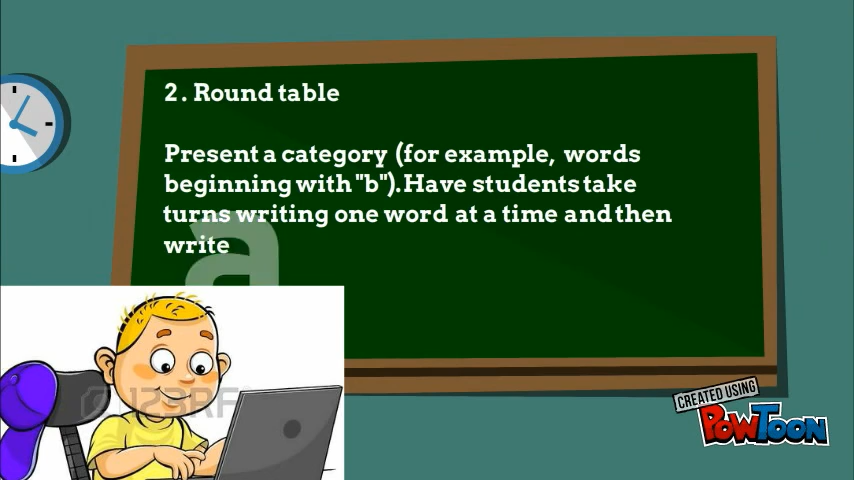 2. Round table
Present a category (for example, words
beginning with "b").Have students take
turns writing one word at a time and then
write
a
123RF
CREATED USING
POWTOON